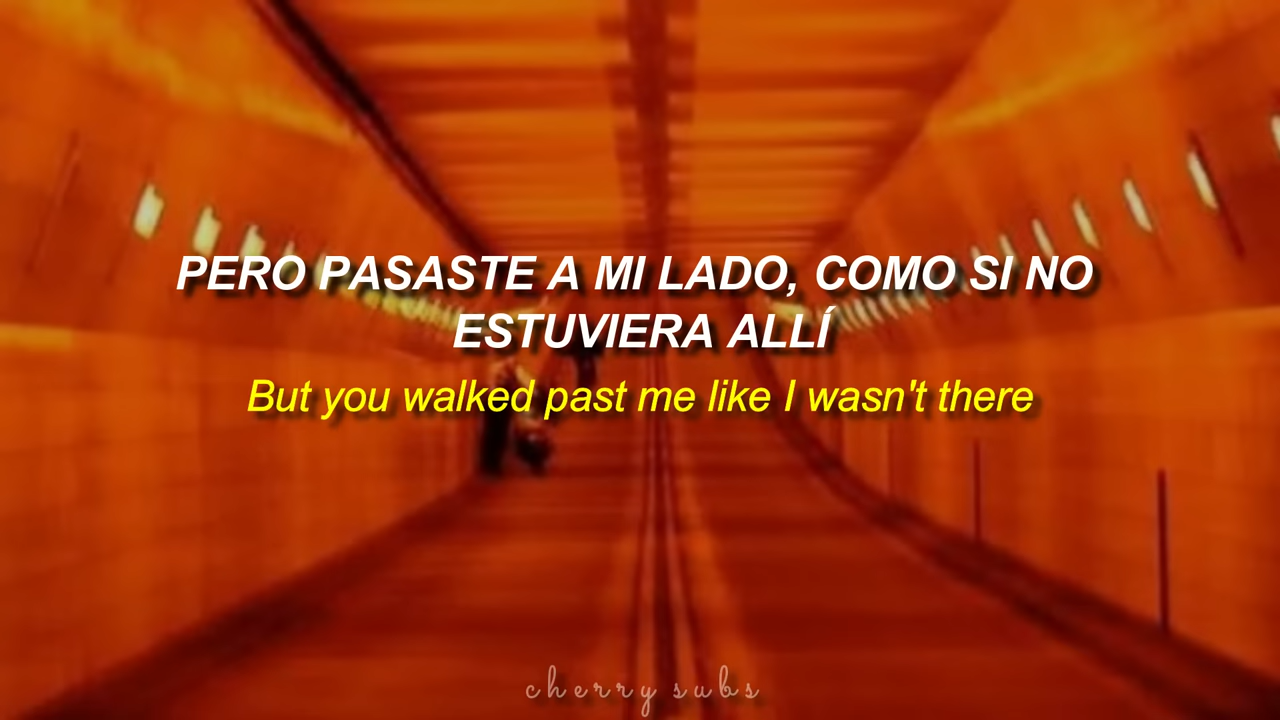 PERO PASASTE A MI LADO, COMO SI NO
ESTUVIERA ALLÍ
But you walked past me like I wasn't there
cherry subs